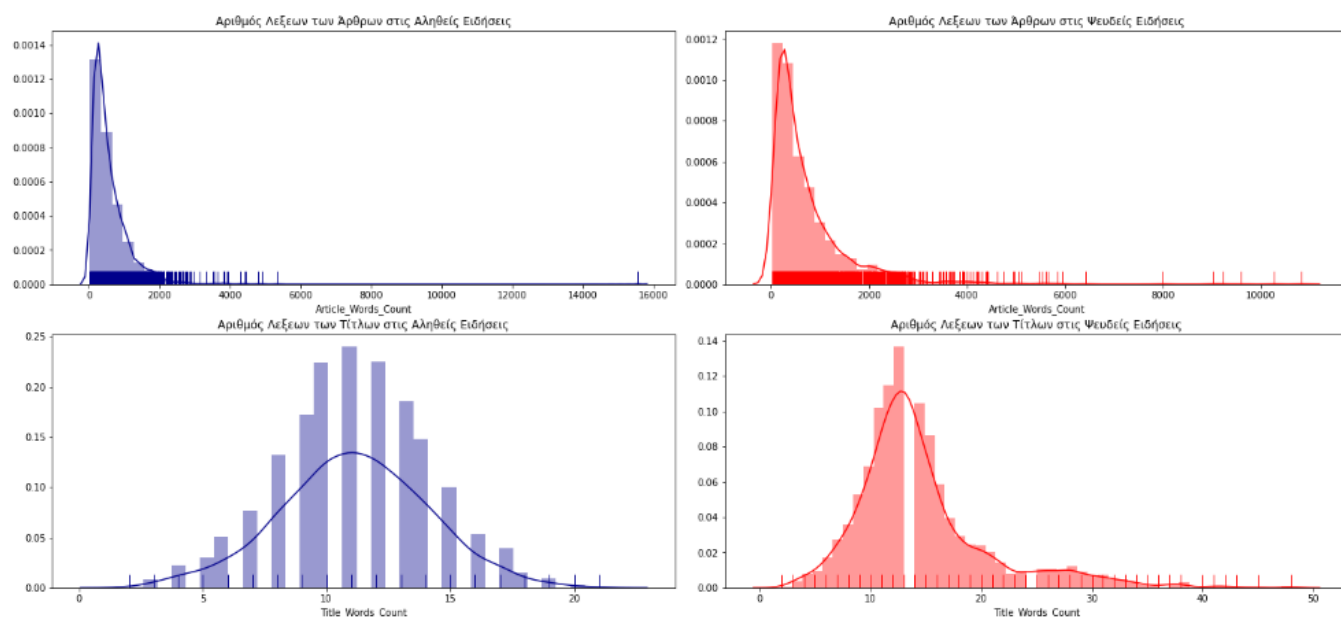 Αριθμός Λεξεων των Άρθρων στις Αληθείς Ειδήσεις
0.0014
0.0012
0.0010
0.0008
0.0006
0.0004
0.0002
0.0000
0 2000 4000 6000 8000 10000 12000 14000 16000
Article_Words_Count
Αριθμός Λεξεων των Άρθρων στις Ψευδείς Ειδήσεις
0.0012
0.0010
0.0008
0.0006
0.0004
0.0002
0.0000
0 2000 4000 6000 8000 10000
Article_Words_Count
Αριθμός Λεξεων των Τίτλων στις Αληθείς Ειδήσεις
0.25
0.20
0.15
0.10
0.05
0.00
0 5 10 15 20
Title_Words_Count
Αριθμός Λεξεων των Τίτλων στις Ψευδείς Ειδήσεις
0.14
0.12
0.10
0.08
0.06
0.04
0.02
0.00
0 10 20 30 40 50
Title_Words_Count